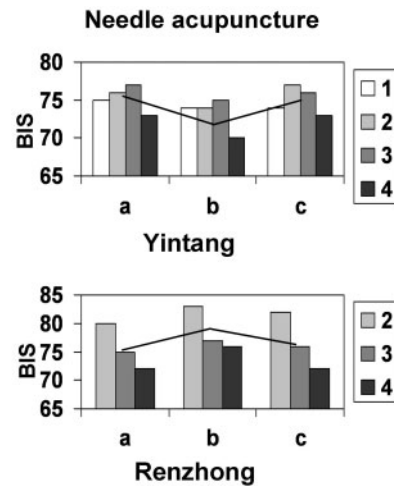 Needle acupuncture
80
75
70
65
BIS
a b c
Yintang
1
2
3
4
85
80
75
70
65
BIS
a b c
Renzhong
2
3
4